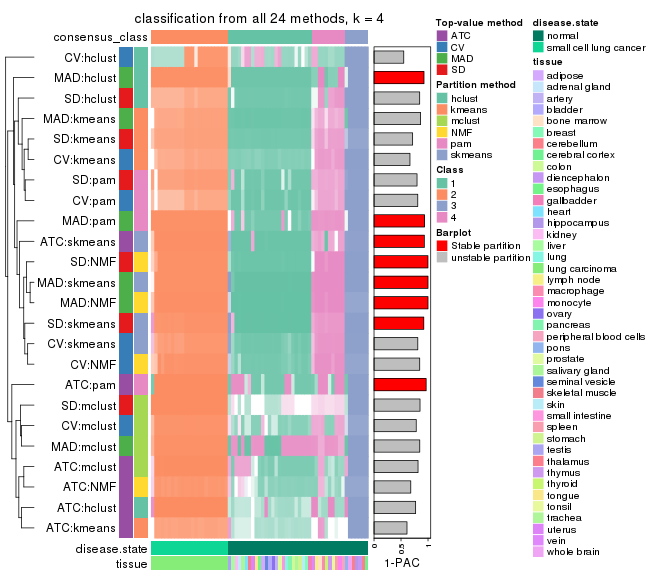 classification from all 24 methods, k = 4
consensus_class
CV:hclust
MAD:hclust
SD:hclust
MAD:kmeans
SD:kmeans
CV:kmeans
SD:pam
CV:pam
MAD:pam
ATC:skmeans
SD:NMF
MAD:skmeans
MAD:NMF
SD:skmeans
CV:skmeans
CV:NMF
ATC:pam
SD:mclust
CV:mclust
MAD:mclust
ATC:mclust
ATC:NMF
ATC:hclust
ATC:kmeans
disease.state
tissue
0
0.5
1
1-PAC
Top-value method
ATC
CV
MAD
SD
Partition method
hclust
kmeans
mclust
NMF
pam
skmeans
Class
1
2
3
4
Barplot
Stable partition
unstable partition
disease.state
normal
small cell lung cancer
tissue
adipose
adrenal gland
artery
bladder
bone marrow
breast
cerebellum
cerebral cortex
colon
diencephalon
esophagus
gallbladder
heart
hippocampus
kidney
liver
lung
lung carcinoma
lymph node
macrophage
monocyte
ovary
pancreas
peripheral blood cells
pons
prostate
salivary gland
seminal vesicle
skeletal muscle
skin
small intestine
spleen
stomach
testis
thalamus
thymus
thyroid
tongue
tonsil
trachea
uterus
vein
whole brain